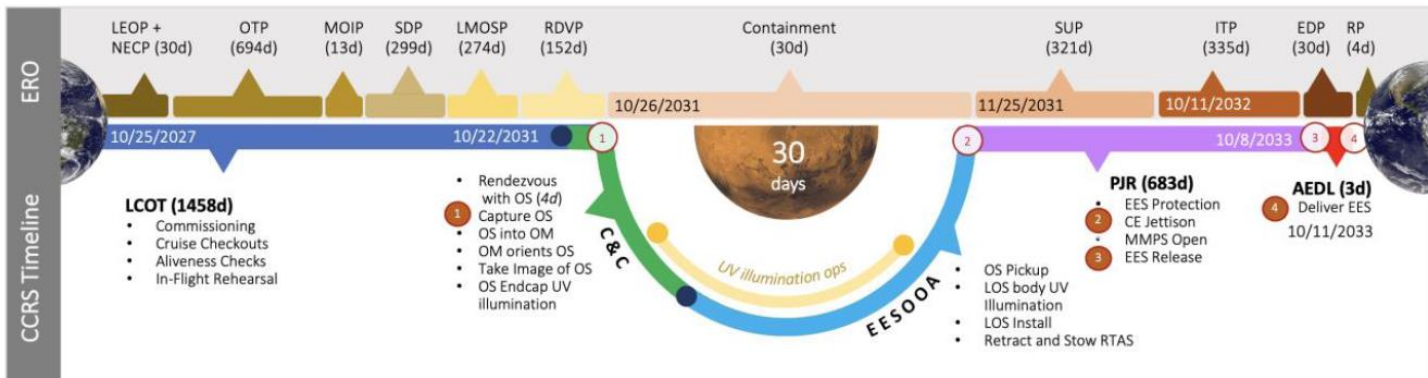 ERO
LEOP +
NECP (30d)
OTP
(694d)
MOIP
(13d)
SDP
(299d)
LMOSP
(274d)
RDVP
(152d)
Containment
(30d)
SUP
(321d)
ITP
(335d)
EDP
(30d)
RP
(4d)
10/26/2031
11/25/2031
10/11/2032
CCRS Timeline
10/25/2027
10/22/2031
1
30
days
2
10/8/2033
3
4
LCOT (1458d)
• Commissioning
• Cruise Checkouts
• Aliveness Checks
• In-Flight Rehearsal
• Rendezvous
with OS (4d)
1 Capture OS
• OS into OM
• OM orients OS
• Take Image of OS
• OS Endcap UV
illumination
C & C
UV illumination ops
EESOOA
• OS Pickup
• LOS body UV
Illumination
• LOS Install
• Retract and Stow RTAS
PJR (683d)
• EES Protection
2 CE Jettison
• MMPS Open
3 EES Release
AEDL (3d)
4 Deliver EES
10/11/2033